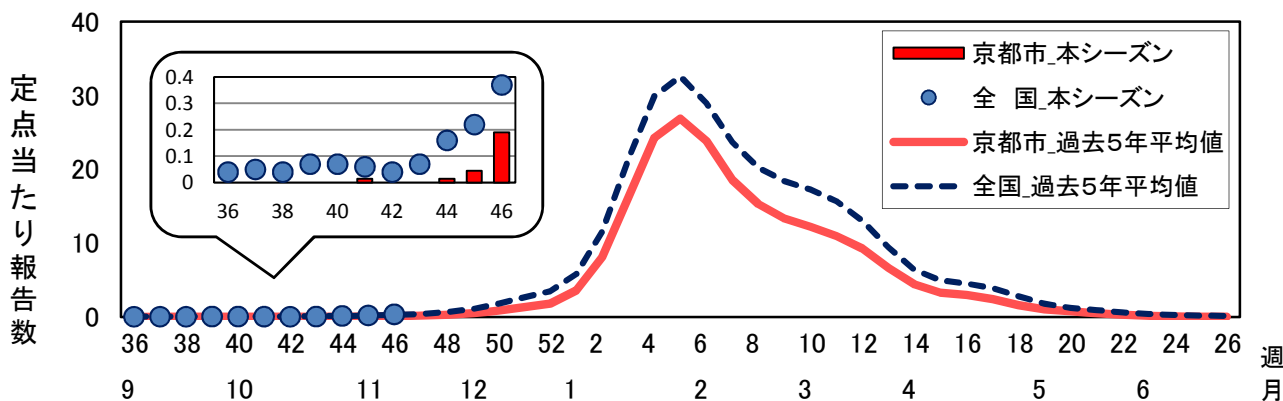 定点当たり報告数
40
30
20
10
0
0.4
0.3
0.2
0.1
0
36 38 40 42 44 46
京都市_本シーズン
全　国_本シーズン
京都市_過去５年平均値
全国_過去５年平均値
36 38 40 42 44 46 48 50 52 2 4 6 8 10 12 14 16 18 20 22 24 26 週
9 10 11 12 1 2 3 4 5 6 月